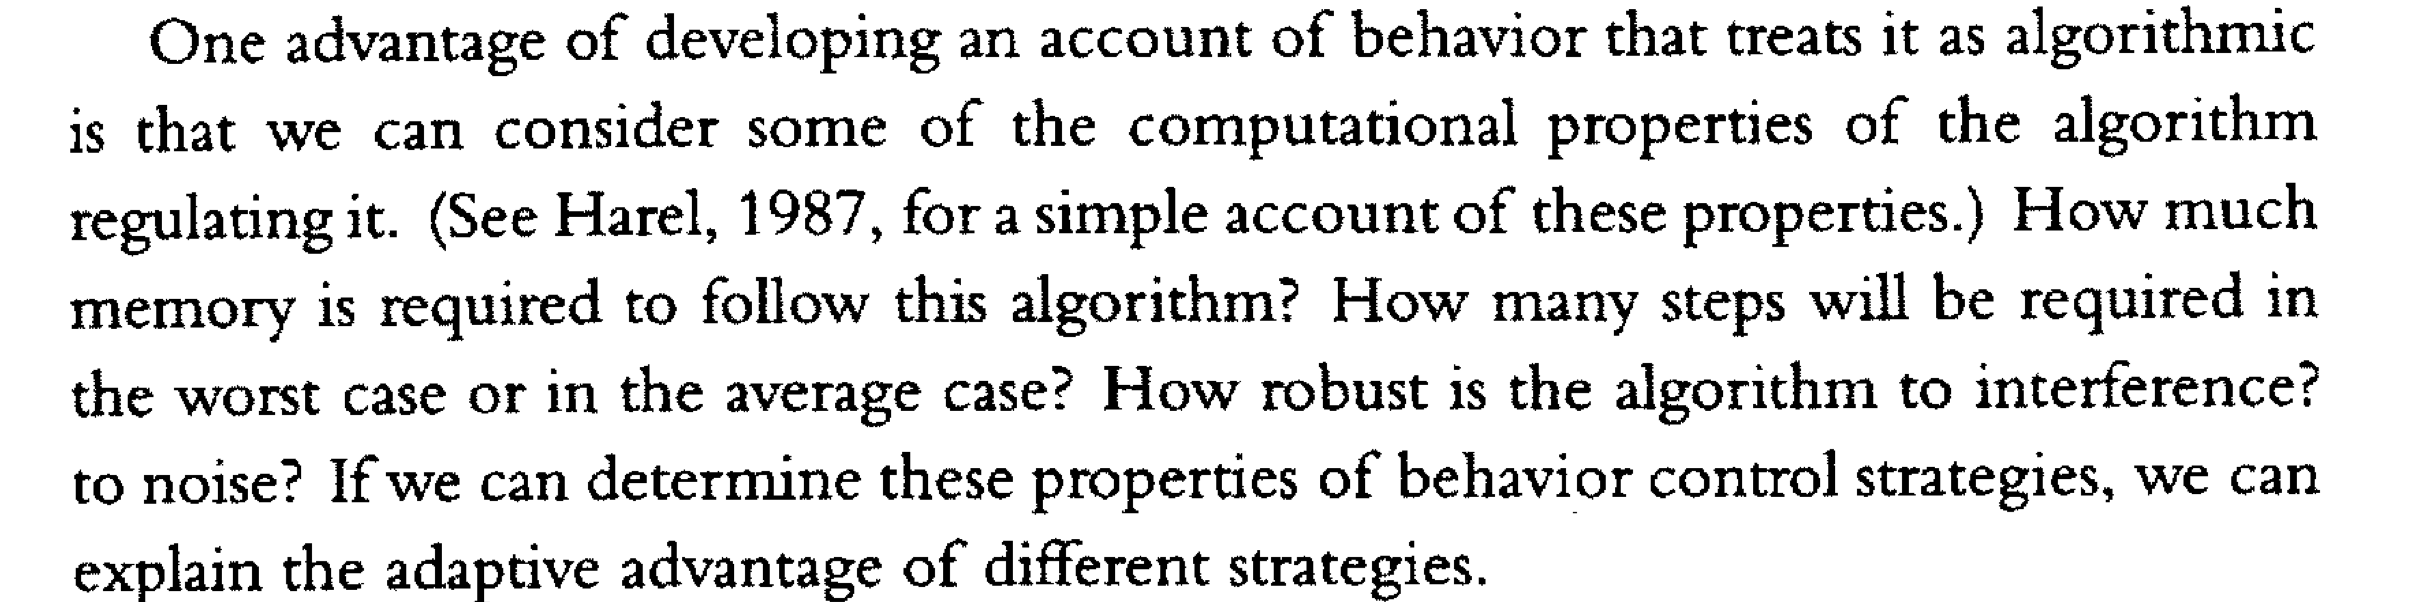 One advantage of developing an account of behavior that treats it as algorithmic
is that we can consider some of the computational properties of the algorithm
regulating it. (See Harel, 1987, for a simple account of these properties.) How much
memory is required to follow this algorithm? How many steps will be required in
the worst case or in the average case? How robust is the algorithm to interference?
to noise? If we can determine these properties of behavior control strategies, we can
explain the adaptive advantage of different strategies.